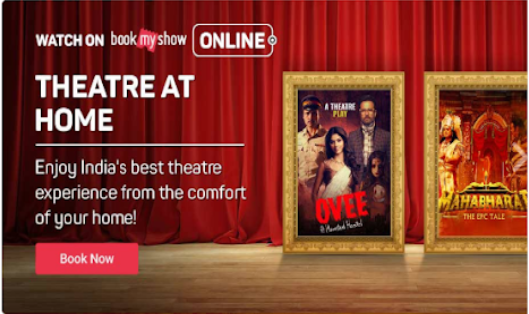 WATCH ON book my show ONLINE
THEATRE AT
HOME
Enjoy India's best theatre
experience from the comfort
of your home!
Book Now
A THEATRE
PLAY
OVEE
A Haunted Hostel
MAHABHARAT
THE EPIC TALE